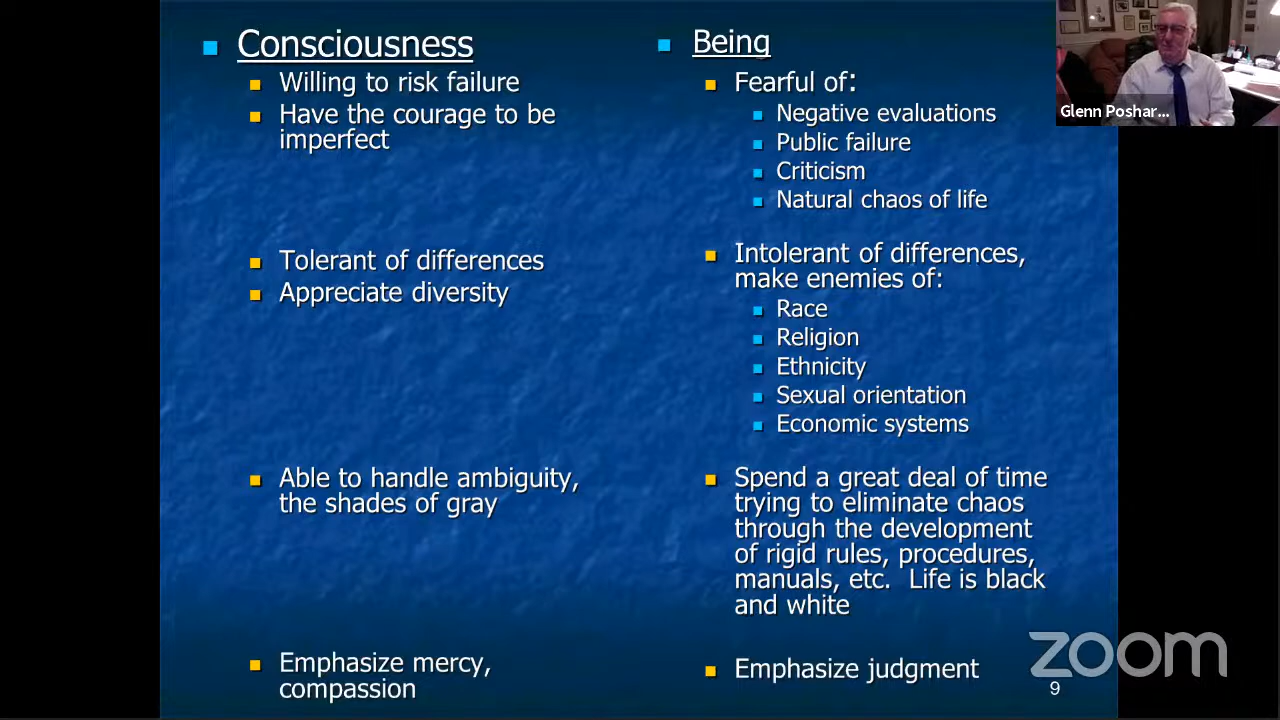 Consciousness
Willing to risk failure
Have the courage to be
imperfect
Tolerant of differences
Appreciate diversity
Able to handle ambiguity,
the shades of gray
Emphasize mercy,
compassion
Being
Fearful of:
Negative evaluations
Public failure
Criticism
Natural chaos of life
Intolerant of differences,
make enemies of:
Race
Religion
Ethnicity
Sexual orientation
Economic systems
Spend a great deal of time
trying to eliminate chaos
through the development
of rigid rules, procedures,
manuals, etc.  Life is black
and white
Emphasize judgment
Glenn Poshar...
zoom
9